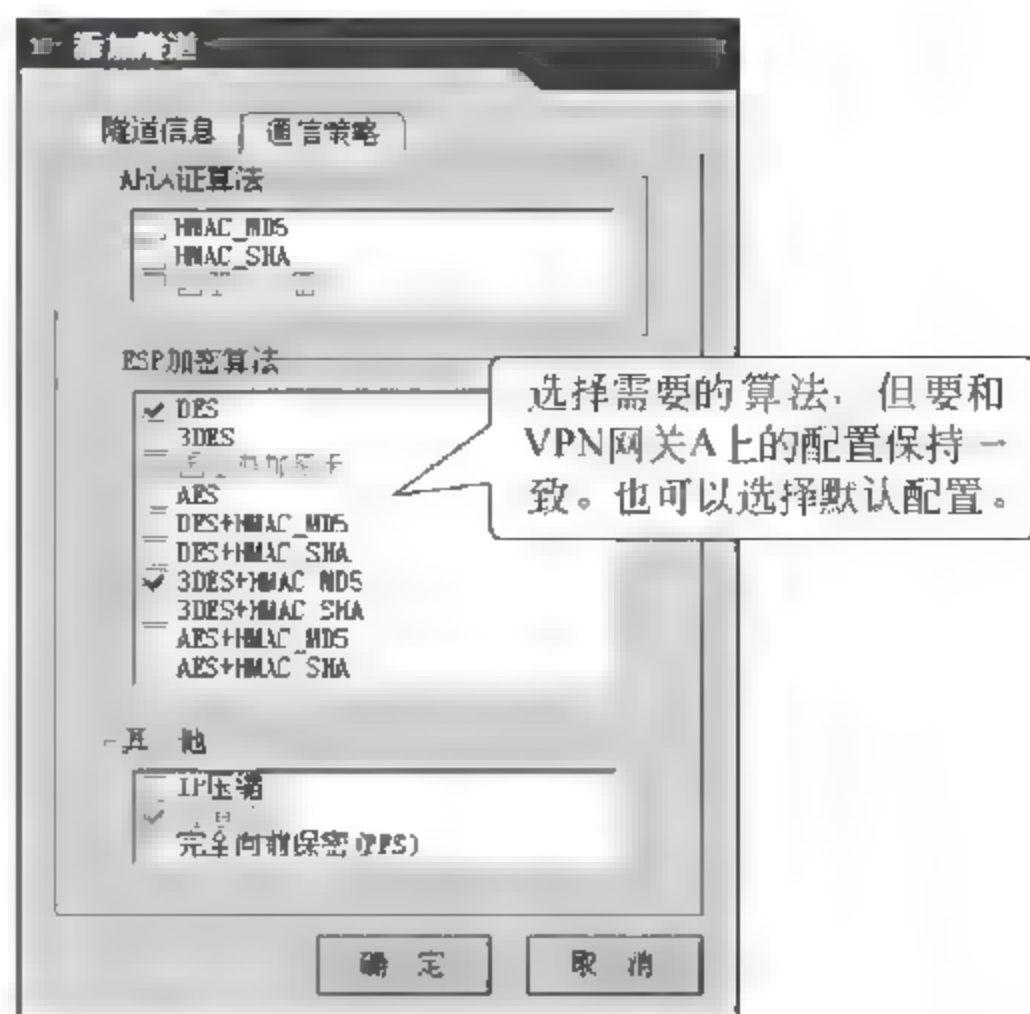 添加隧道
隧道信息 通信策略
AH认证算法
HMAC_MD5
HMAC_SHA
ESP加密算法
DES
3DES
AES
DES+HMAC_MD5
DES+HMAC_SHA
3DES+HMAC_MD5
3DES+HMAC_SHA
AES+HMAC_MD5
AES+HMAC_SHA
选择需要的算法，但要和
VPN网关A上的配置保持一
致。也可以选择默认配置。
其 他
IP压缩
完全向前保密(PFS)
确 定 取 消